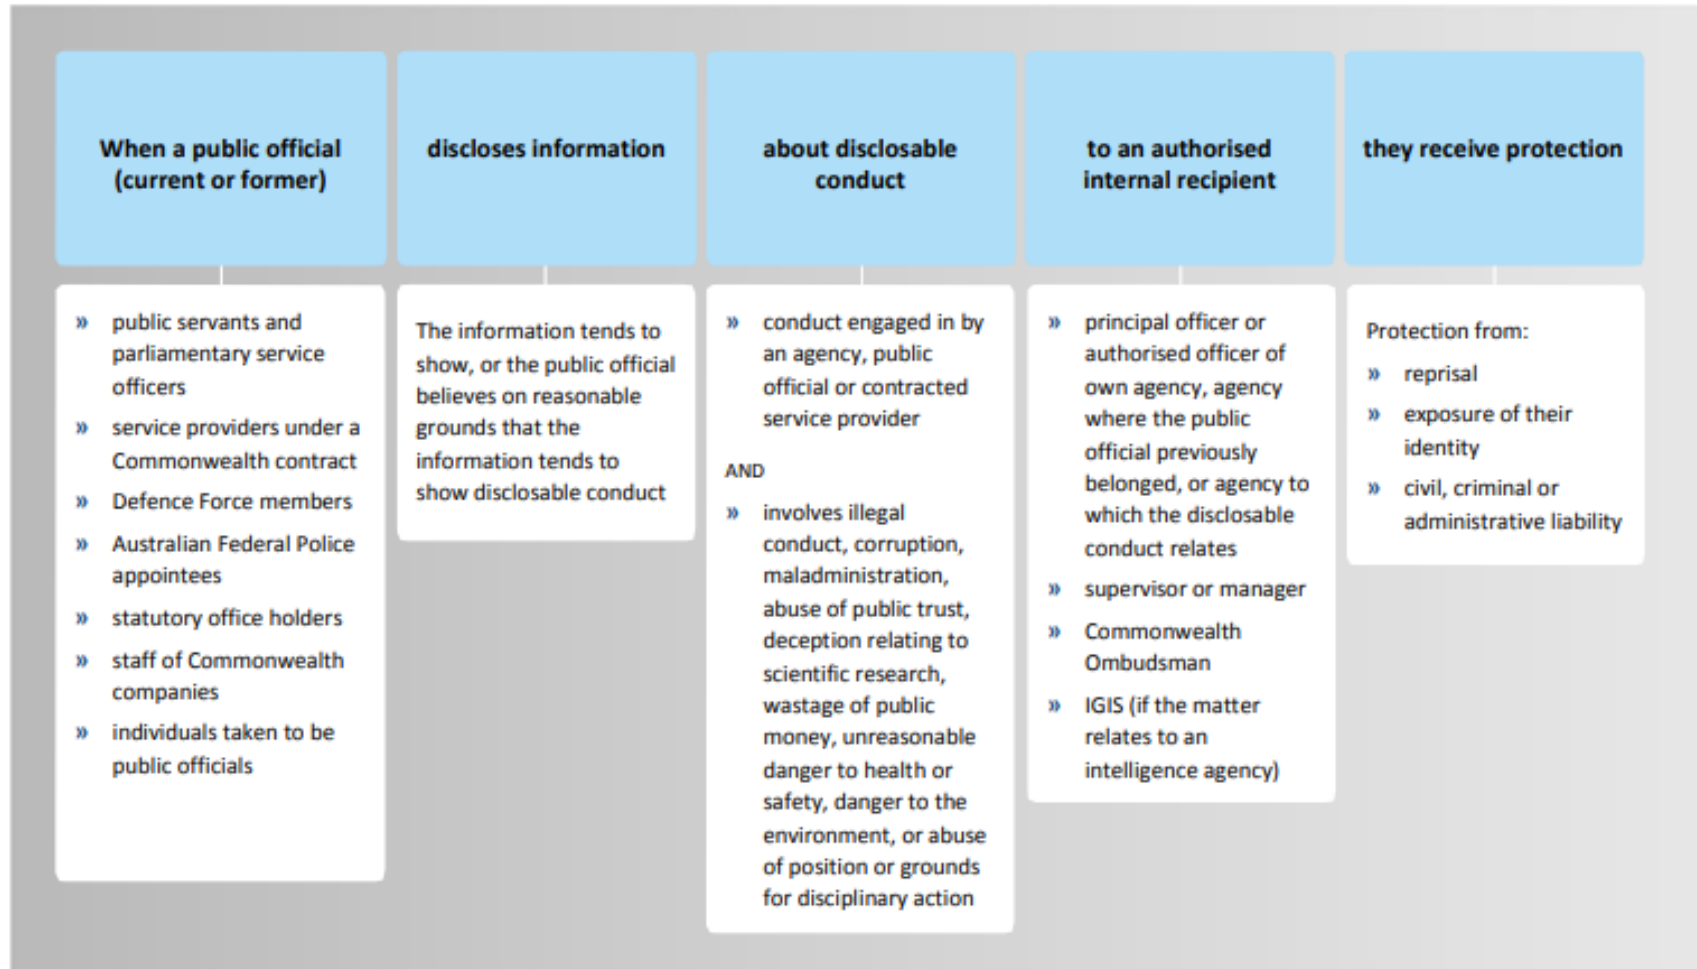 When a public official
(current or former)
discloses information
about disclosable
conduct
to an authorised
internal recipient
they receive protection
» public servants and
parliamentary service
officers
» service providers under a
Commonwealth contract
» Defence Force members
» Australian Federal Police
appointees
» statutory office holders
» staff of Commonwealth
companies
» individuals taken to be
public officials
The information tends to
show, or the public official
believes on reasonable
grounds that the
information tends to
show disclosable conduct
» conduct engaged in by
an agency, public
official or contracted
service provider
AND
» involves illegal
conduct, corruption,
maladministration,
abuse of public trust,
deception relating to
scientific research,
wastage of public
money, unreasonable
danger to health or
safety, danger to the
environment, or abuse
of position or grounds
for disciplinary action
» principal officer or
authorised officer of
own agency, agency
where the public
official previously
belonged, or agency to
which the disclosable
conduct relates
» supervisor or manager
» Commonwealth
Ombudsman
» IGIS (if the matter
relates to an
intelligence agency)
Protection from:
» reprisal
» exposure of their
identity
» civil, criminal or
administrative liability